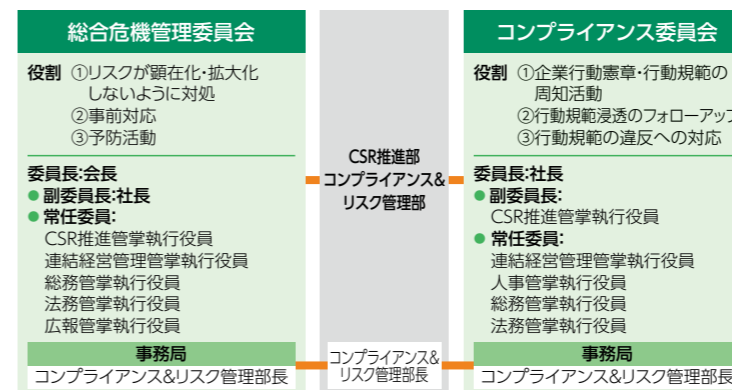 総合危機管理委員会
役割 ①リスクが顕在化・拡大化
しないように対処
②事前対応
③予防活動
委員長:会長
● 副委員長:社長
● 常任委員:
CSR推進管掌執行役員
連結経営管理管掌執行役員
総務管掌執行役員
法務管掌執行役員
広報管掌執行役員
事務局
コンプライアンス&リスク管理部長
CSR推進部
コンプライアンス&
リスク管理部
コンプライアンス&
リスク管理部長
コンプライアンス委員会
役割 ①企業行動憲章・行動規範の
周知活動
②行動規範浸透のフォローアップ
③行動規範の違反への対応
委員長:社長
● 副委員長:
CSR推進管掌執行役員
● 常任委員:
連結経営管理管掌執行役員
人事管掌執行役員
総務管掌執行役員
法務管掌執行役員
事務局
コンプライアンス&リスク管理部長